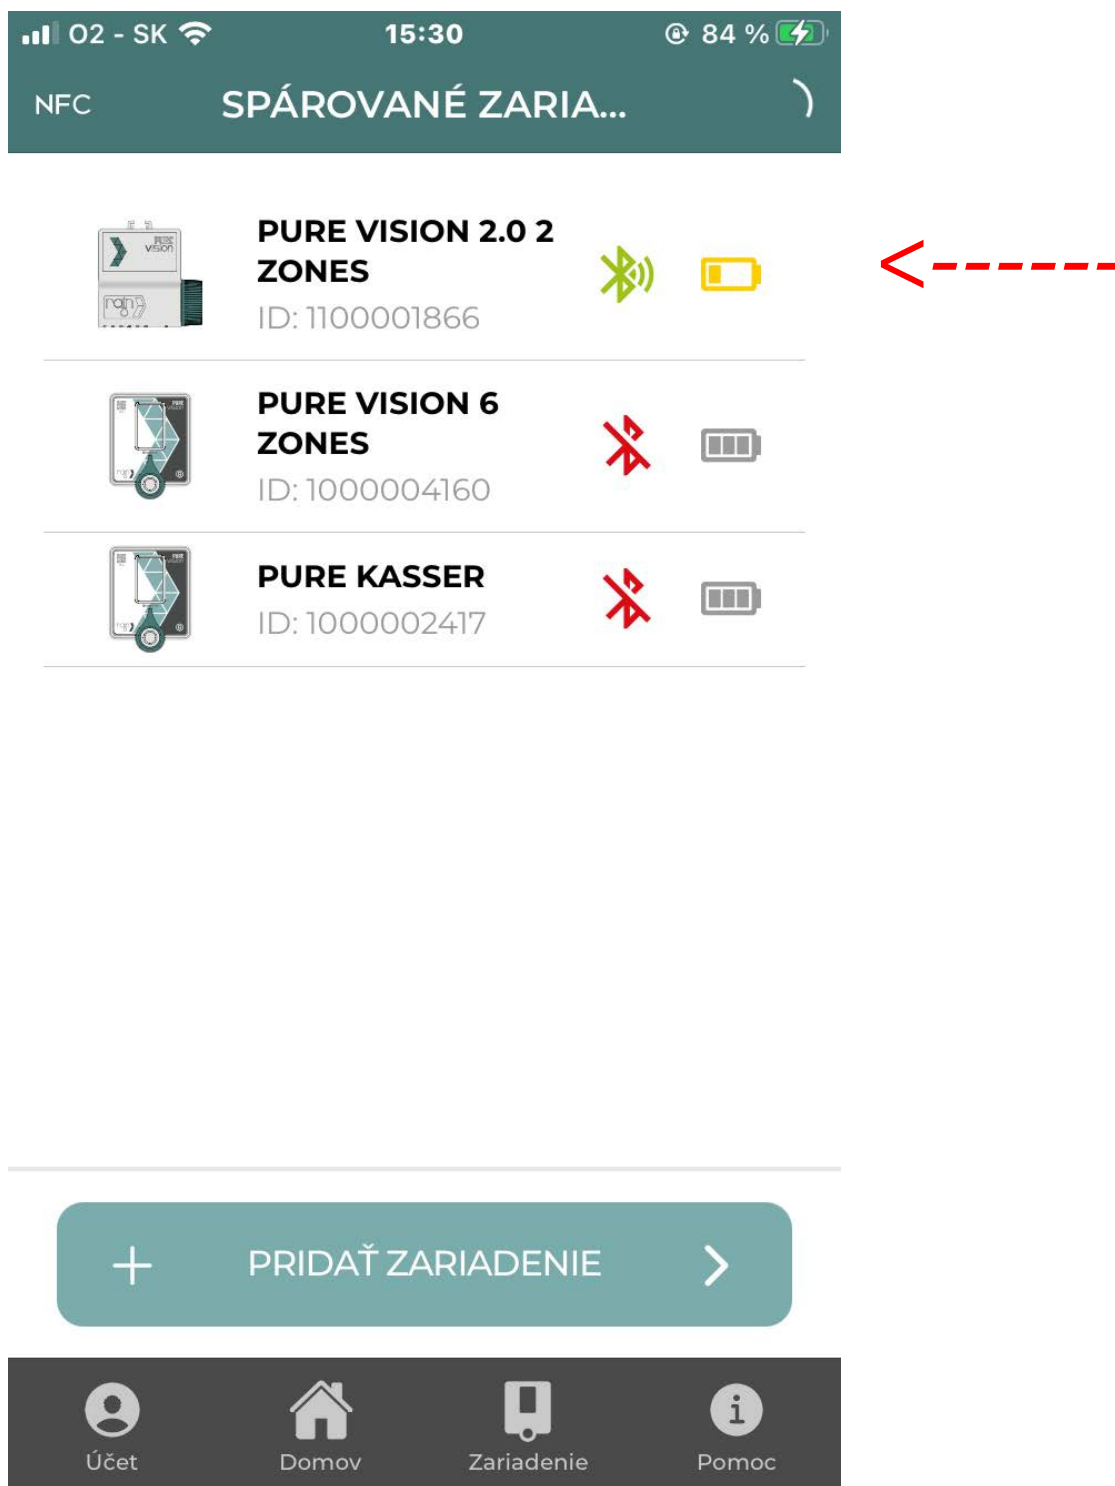 O2 - SK 15:30 84 %
NFC SPÁROVANÉ ZARIA...
PURE VISION 2.0 2
ZONES
ID: 1100001866
PURE VISION 6
ZONES
ID: 1000004160
PURE KASSER
ID: 1000002417
PRIDAŤ ZARIADENIE
Účet Domov Zariadenie Pomoc